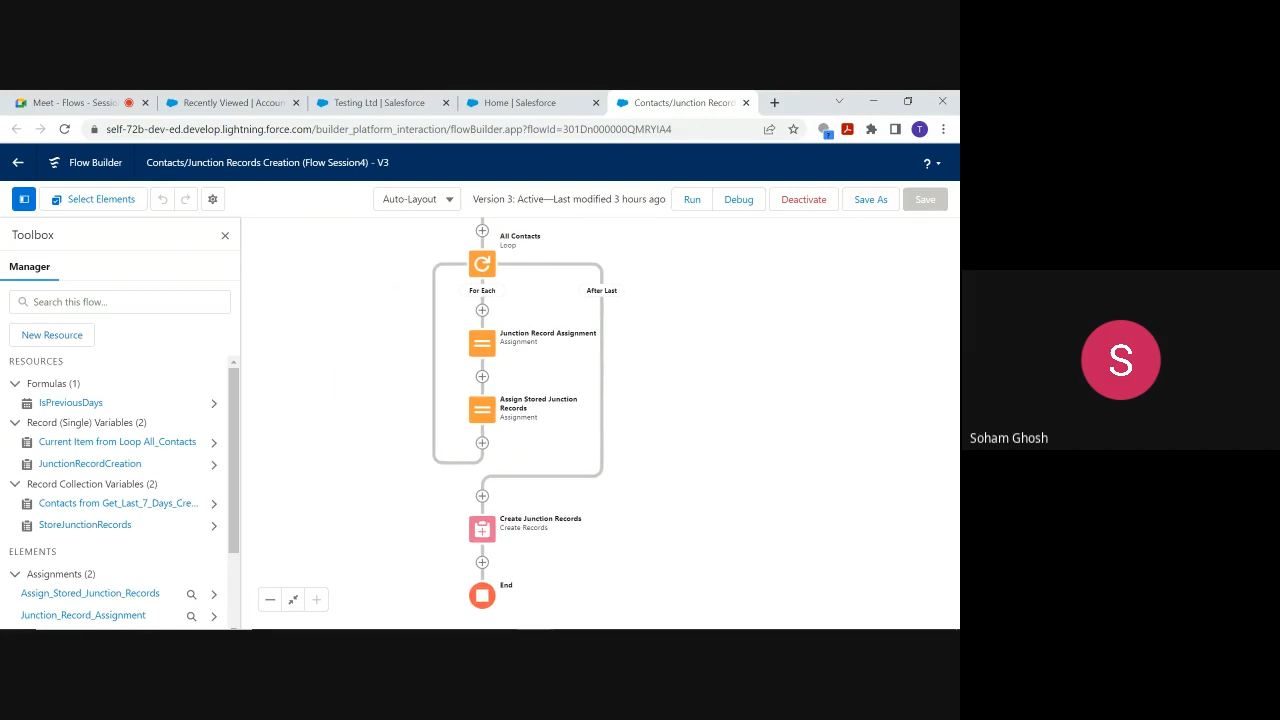 Meet - Flows - Sessi
Recently Viewed | Accoun
Testing Ltd | Salesforce
Home | Salesforce
Contacts/Junction Record
self-72b-dev-ed.develop.lightning.force.com/builder_platform_interaction/flowBuilder.app?flowId=301Dn000000QMRYIA4
T
Flow Builder
Contacts/Junction Records Creation (Flow Session4) - V3
?
Select Elements
Auto-Layout
Version 3: Active—Last modified 3 hours ago
Run
Debug
Deactivate
Save As
Save
Toolbox
Manager
Search this flow...
New Resource
RESOURCES
Formulas (1)
IsPreviousDays
Record (Single) Variables (2)
Current Item from Loop All_Contacts
JunctionRecordCreation
Record Collection Variables (2)
Contacts from Get_Last_7_Days_Cre...
StoreJunctionRecords
ELEMENTS
Assignments (2)
Assign_Stored_Junction_Records
Junction_Record_Assignment
All Contacts
Loop
For Each
After Last
Junction Record Assignment
Assignment
Assign Stored Junction
Records
Assignment
Create Junction Records
Create Records
End
S
Soham Ghosh